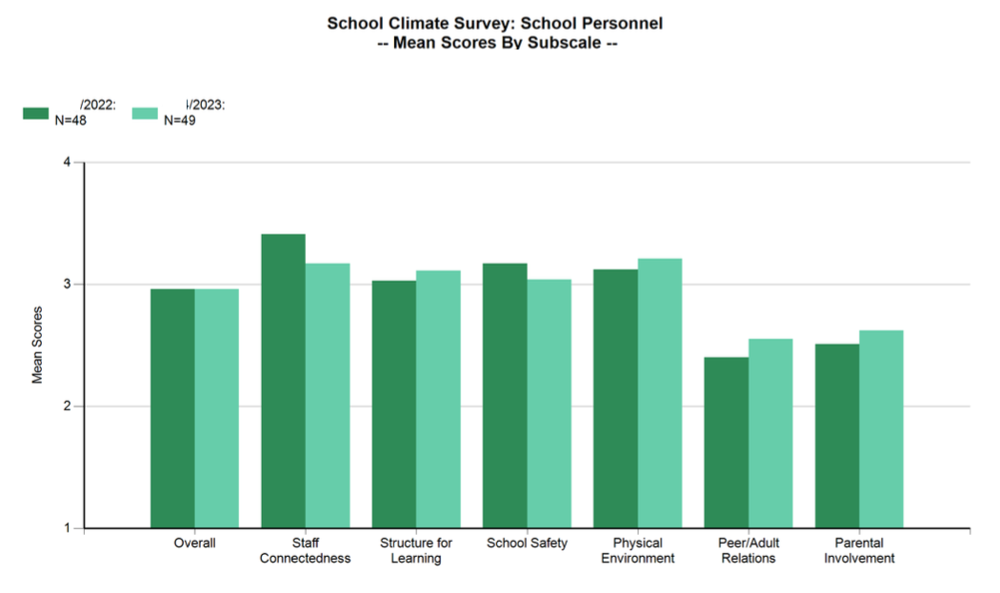 School Climate Survey: School Personnel
-- Mean Scores By Subscale --
/2022:
N=48
/2023:
N=49
4
3
2
1
Mean Scores
Overall
Staff
Connectedness
Structure for
Learning
School Safety
Physical
Environment
Peer/Adult
Relations
Parental
Involvement